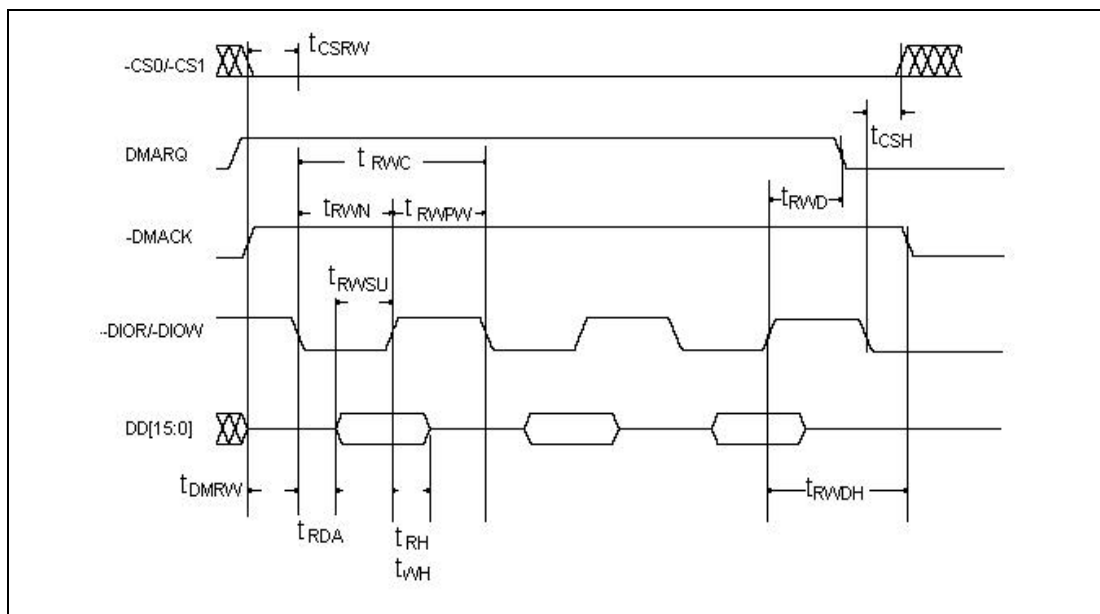 tCSRW
-CS0/-CS1
tCSH
DMARQ
tRWC
tRWD
tRWN
tRWPW
-DMACK
tRWSU
-DIOR/-DIOW
DD[15:0]
tDMRW
tRWDH
tRDA
tRH
tWH